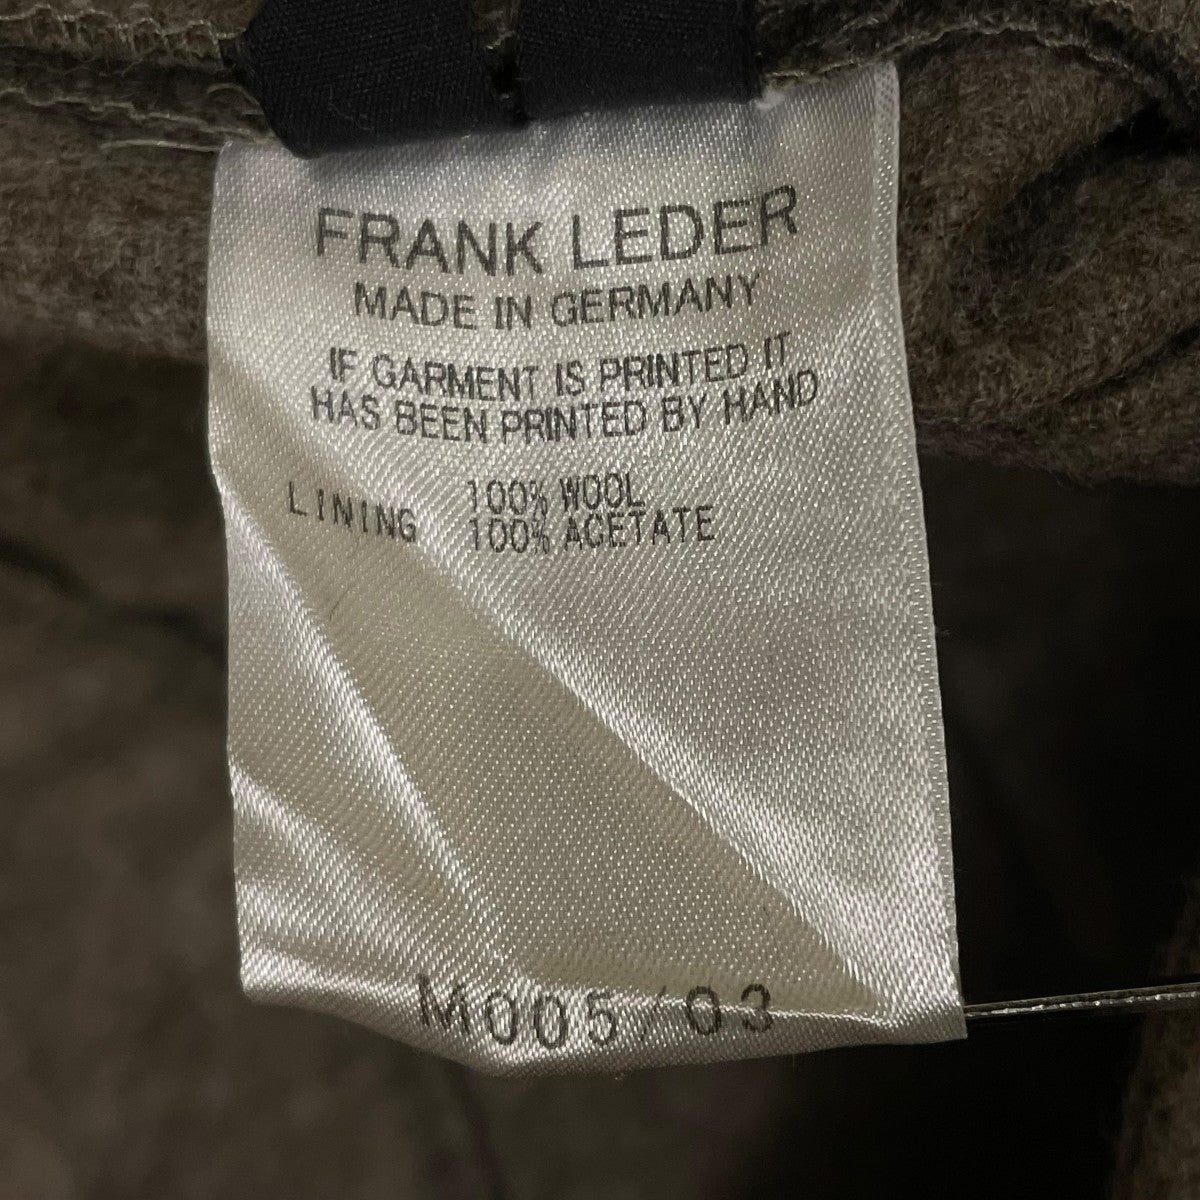 FRANK LEDER
MADE IN GERMANY
IF GARMENT IS PRINTED IT
HAS BEEN PRINTED BY HAND
100% WOOL
LINING 100% ACETATE
M005/03